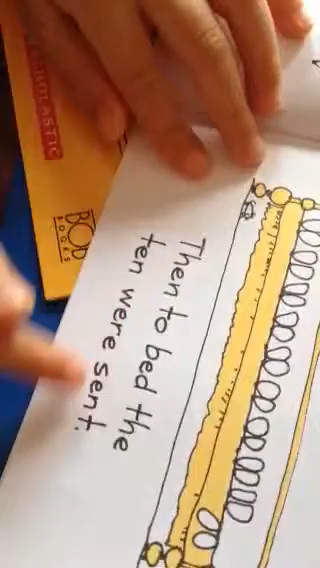 Then to bed the
ten were sent.
SCHOLASTIC
BOB
BOOKS